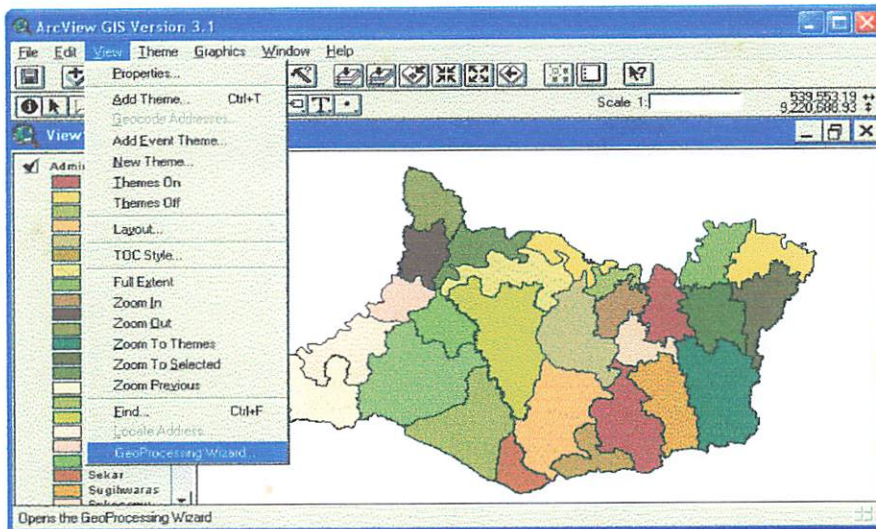 ArcView GIS Version 3.1
File Edit View Theme Graphics Window Help
Properties...
Add Theme... Ctrl+T
Geocode Addresses...
Add Event Theme...
New Theme...
Themes On
Themes Off
Layout...
TOC Style...
Full Extent
Zoom In
Zoom Out
Zoom To Themes
Zoom To Selected
Zoom Previous
Find... Ctrl+F
Locate Address...
GeoProcessing Wizard...
Scale 1:
539,553.19
9,220,686.93
View
Admi
Sekar
Sugihwaras
Opens the GeoProcessing Wizard